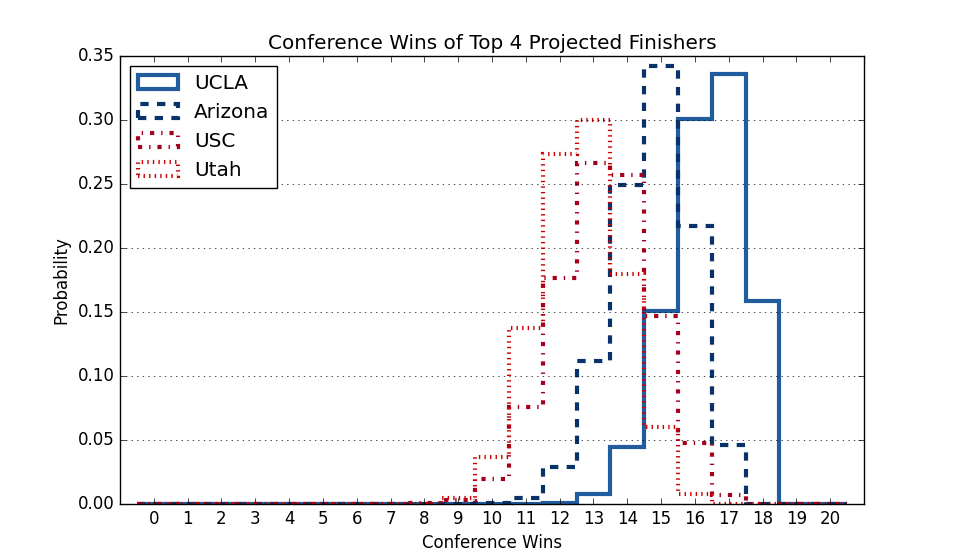 Conference Wins of Top 4 Projected Finishers
UCLA
Arizona
USC
Utah
0.35
0.30
0.25
0.20
0.15
0.10
0.05
0.00
Probability
0 1 2 3 4 5 6 7 8 9 10 11 12 13 14 15 16 17 18 19 20
Conference Wins